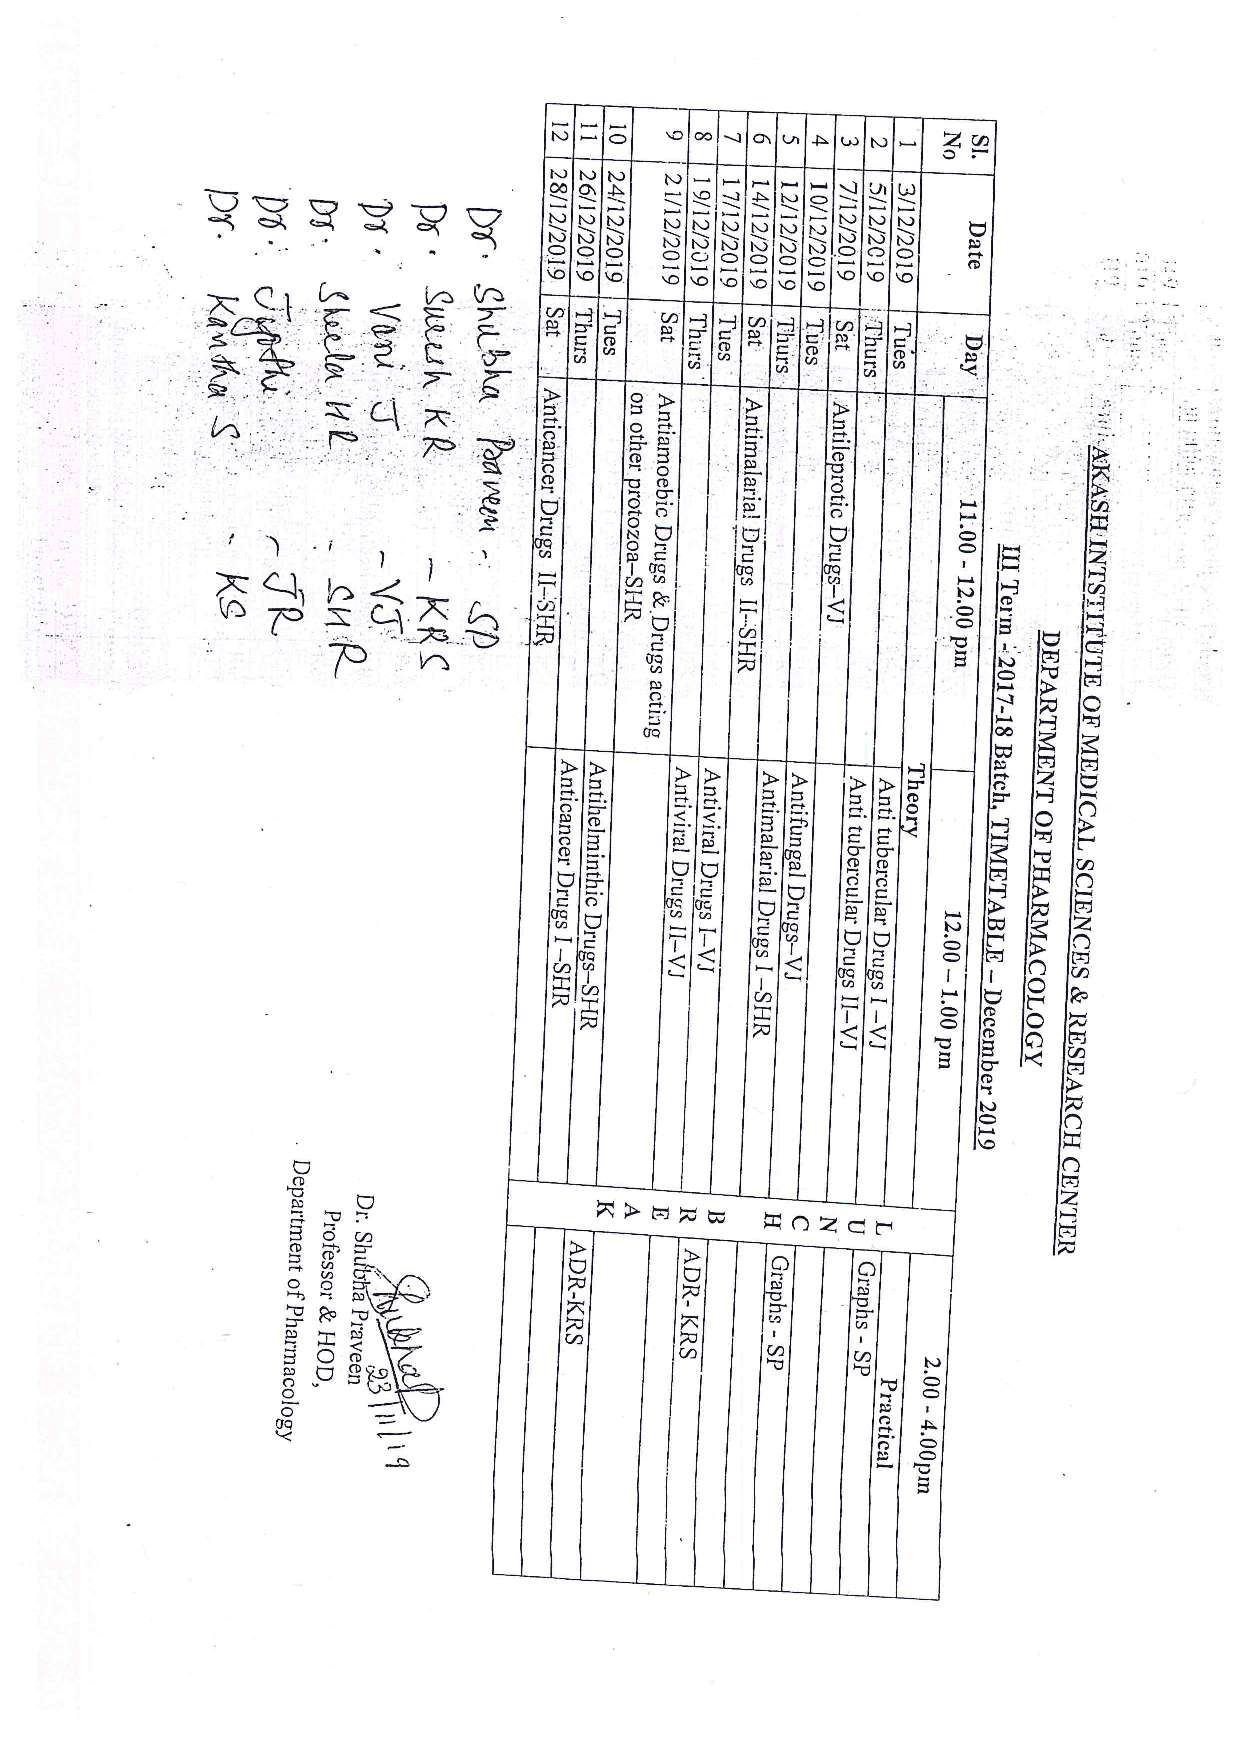 AKASH INTSTITUTE OF MEDICAL SCIENCES & RESEARCH CENTER
DEPARTMENT OF PHARMACOLOGY
III Term - 2017-18 Batch, TIMETABLE – December 2019
Sl. No Date Day 11.00 - 12.00 pm 12.00 – 1.00 pm 2.00 - 4.00pm
Theory Practical
1 3/12/2019 Tues Anti tubercular Drugs I –VJ Graphs - SP
2 5/12/2019 Thurs Anti tubercular Drugs II–VJ
3 7/12/2019 Sat Antileprotic Drugs–VJ
4 10/12/2019 Tues Antifungal Drugs–VJ Graphs - SP
5 12/12/2019 Thurs Antimalarial Drugs I –SHR
6 14/12/2019 Sat Antimalarial Drugs II–SHR
7 17/12/2019 Tues Antiviral Drugs I–VJ ADR- KRS
8 19/12/2019 Thurs Antiviral Drugs II–VJ
9 21/12/2019 Sat Antiamoebic Drugs & Drugs acting
on other protozoa–SHR
10 24/12/2019 Tues Antihelminthic Drugs–SHR ADR-KRS
11 26/12/2019 Thurs Anticancer Drugs I –SHR
12 28/12/2019 Sat Anticancer Drugs II–SHR
L U N C H B R E A K
Dr. Shubha Praveen - SP
Dr. Suresh KR - KRS
Dr. Vani J - VJ
Dr. Sheela HR - SHR
Dr. Jyothi - JR
Dr. Kantha S - KS
23/11/19
Dr. Shubha Praveen
Professor & HOD,
Department of Pharmacology